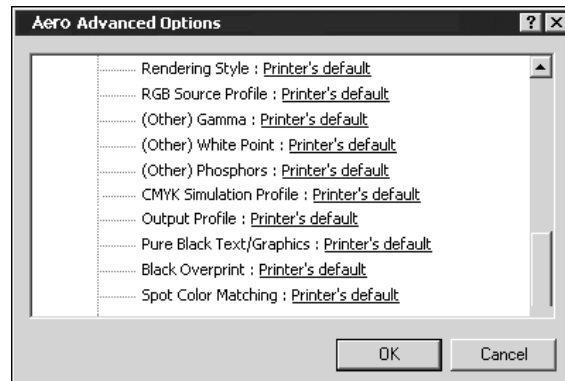 Aero Advanced Options
Rendering Style : Printer's default
RGB Source Profile : Printer's default
(Other) Gamma : Printer's default
(Other) White Point : Printer's default
(Other) Phosphors : Printer's default
CMYK Simulation Profile : Printer's default
Output Profile : Printer's default
Pure Black Text/Graphics : Printer's default
Black Overprint : Printer's default
Spot Color Matching : Printer's default
OK Cancel